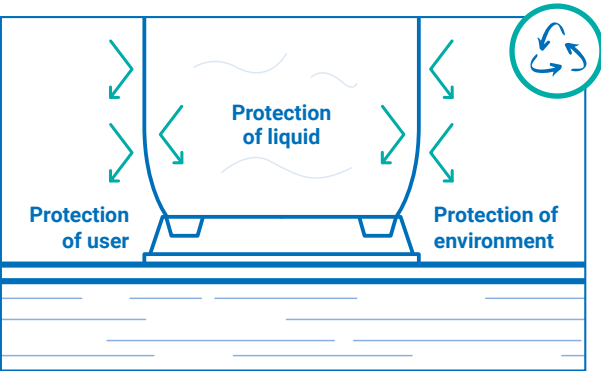 Protection
of liquid
Protection
of user
Protection of
environment